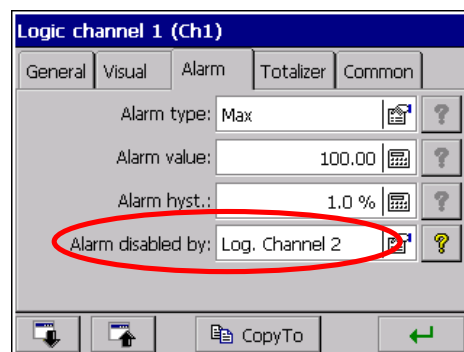 Logic channel 1 (Ch1)
General Visual Alarm Totalizer Common
Alarm type: Max ?
Alarm value: 100.00 ?
Alarm hyst.: 1.0 % ?
Alarm disabled by: Log. Channel 2 ?
CopyTo